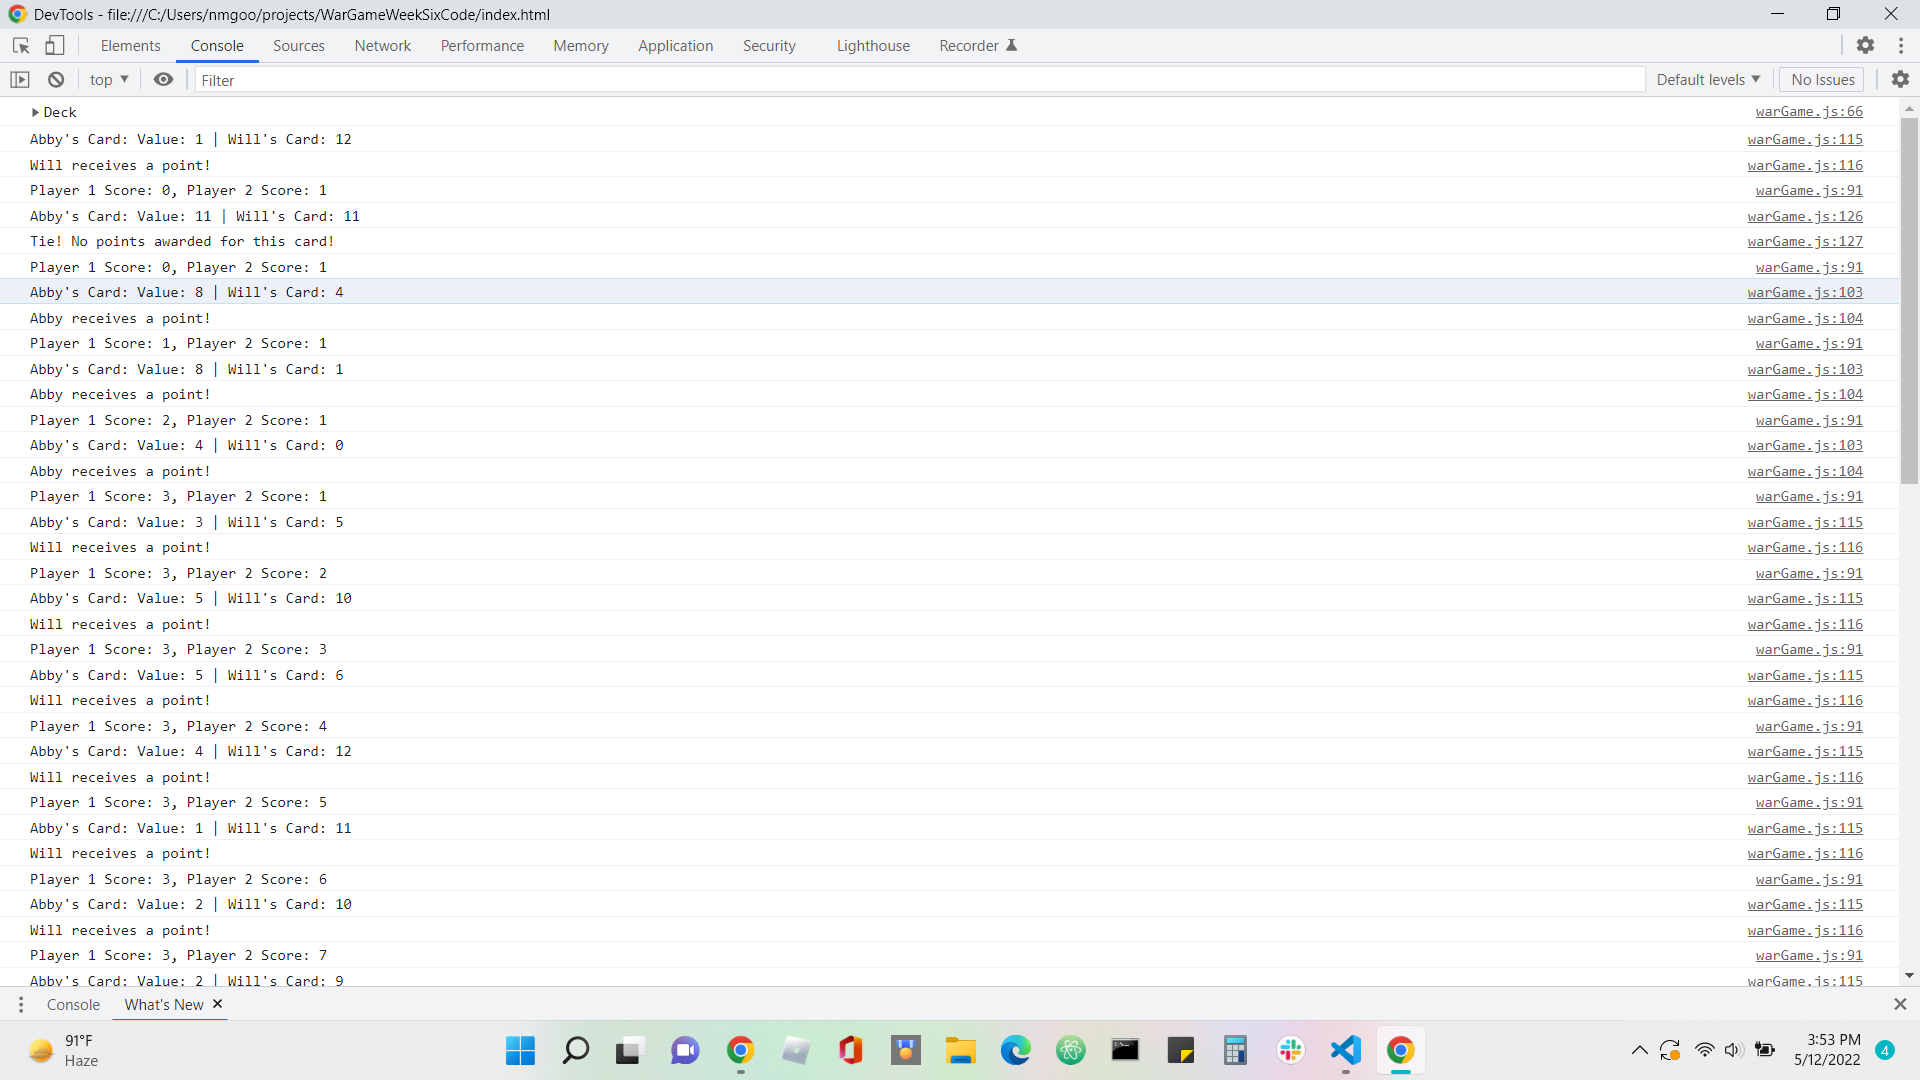 DevTools - file:///C:/Users/nmgoo/projects/WarGameWeekSixCode/index.html
Elements Console Sources Network Performance Memory Application Security Lighthouse Recorder
top Filter Default levels No Issues
Deck warGame.js:66
Abby's Card: Value: 1 | Will's Card: 12 warGame.js:115
Will receives a point! warGame.js:116
Player 1 Score: 0, Player 2 Score: 1 warGame.js:91
Abby's Card: Value: 11 | Will's Card: 11 warGame.js:126
Tie! No points awarded for this card! warGame.js:127
Player 1 Score: 0, Player 2 Score: 1 warGame.js:91
Abby's Card: Value: 8 | Will's Card: 4 warGame.js:103
Abby receives a point! warGame.js:104
Player 1 Score: 1, Player 2 Score: 1 warGame.js:91
Abby's Card: Value: 8 | Will's Card: 1 warGame.js:103
Abby receives a point! warGame.js:104
Player 1 Score: 2, Player 2 Score: 1 warGame.js:91
Abby's Card: Value: 4 | Will's Card: 0 warGame.js:103
Abby receives a point! warGame.js:104
Player 1 Score: 3, Player 2 Score: 1 warGame.js:91
Abby's Card: Value: 3 | Will's Card: 5 warGame.js:115
Will receives a point! warGame.js:116
Player 1 Score: 3, Player 2 Score: 2 warGame.js:91
Abby's Card: Value: 5 | Will's Card: 10 warGame.js:115
Will receives a point! warGame.js:116
Player 1 Score: 3, Player 2 Score: 3 warGame.js:91
Abby's Card: Value: 5 | Will's Card: 6 warGame.js:115
Will receives a point! warGame.js:116
Player 1 Score: 3, Player 2 Score: 4 warGame.js:91
Abby's Card: Value: 4 | Will's Card: 12 warGame.js:115
Will receives a point! warGame.js:116
Player 1 Score: 3, Player 2 Score: 5 warGame.js:91
Abby's Card: Value: 1 | Will's Card: 11 warGame.js:115
Will receives a point! warGame.js:116
Player 1 Score: 3, Player 2 Score: 6 warGame.js:91
Abby's Card: Value: 2 | Will's Card: 10 warGame.js:115
Will receives a point! warGame.js:116
Player 1 Score: 3, Player 2 Score: 7 warGame.js:91
Abby's Card: Value: 2 | Will's Card: 9 warGame.js:115
Console What's New
91°F
Haze
3:53 PM
5/12/2022
4